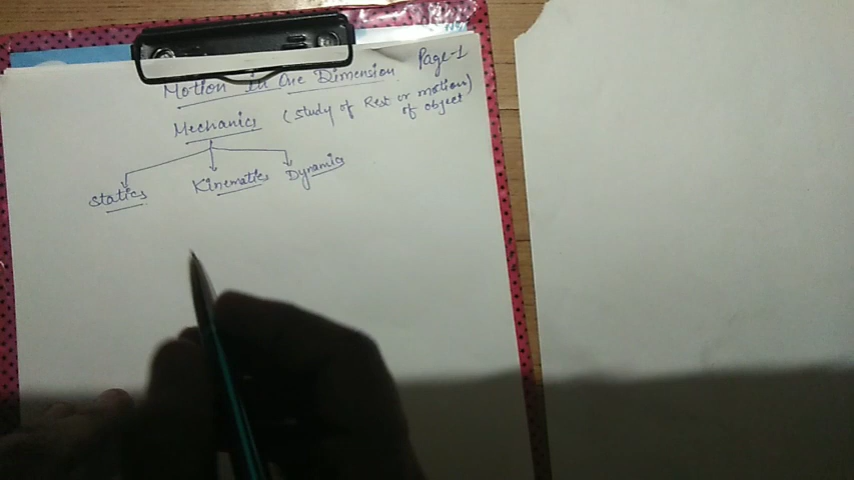 Motion in One Dimension Page-1
Mechanics (study of Rest or motion) of object
statics Kinematics Dynamics